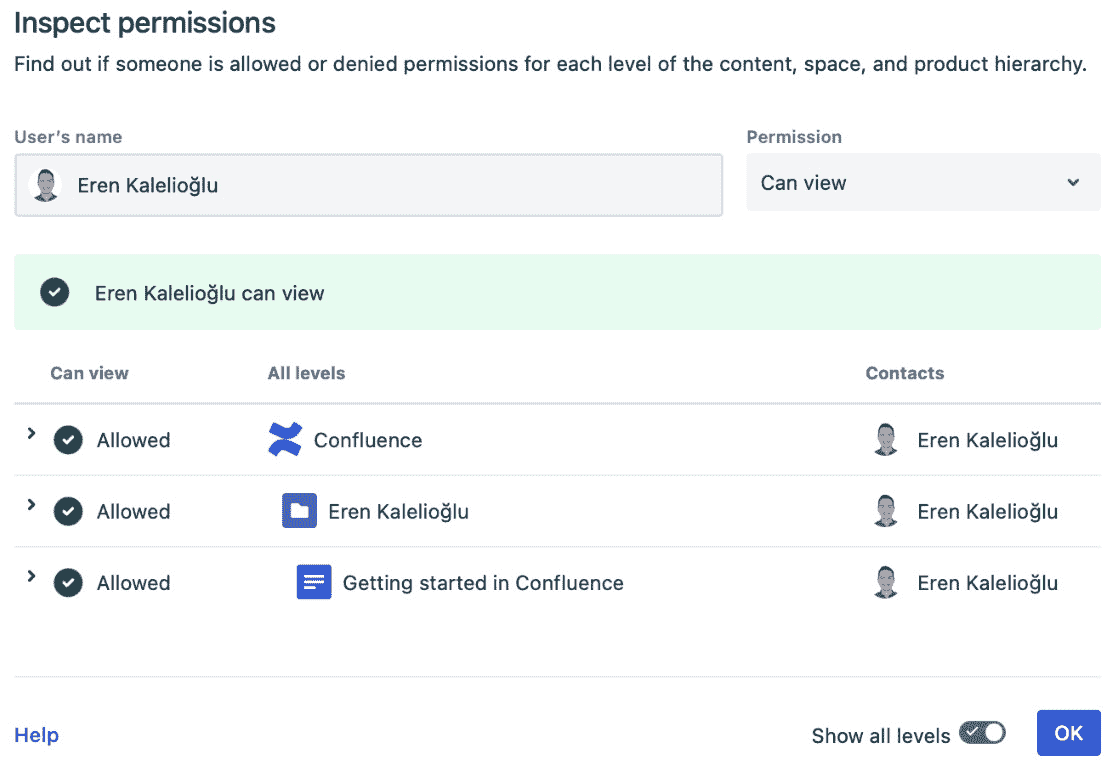 Inspect permissions
Find out if someone is allowed or denied permissions for each level of the content, space, and product hierarchy.
User’s name
Permission
Eren Kalelioğlu
Can view
Eren Kalelioğlu can view
Can view All levels Contacts
Allowed Confluence Eren Kalelioğlu
Allowed Eren Kalelioğlu Eren Kalelioğlu
Allowed Getting started in Confluence Eren Kalelioğlu
Help Show all levels OK